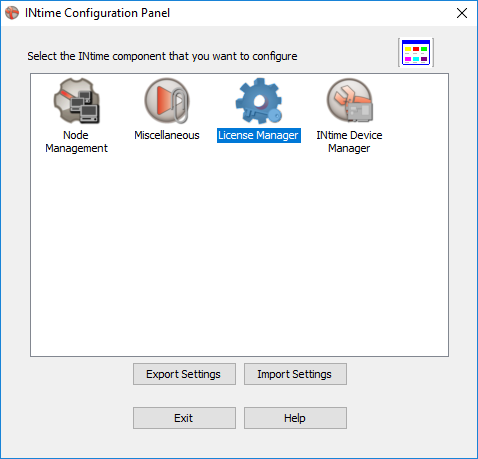 INtime Configuration Panel
Select the INtime component that you want to configure
Node
Management
Miscellaneous
License Manager
INtime Device
Manager
Export Settings
Import Settings
Exit
Help